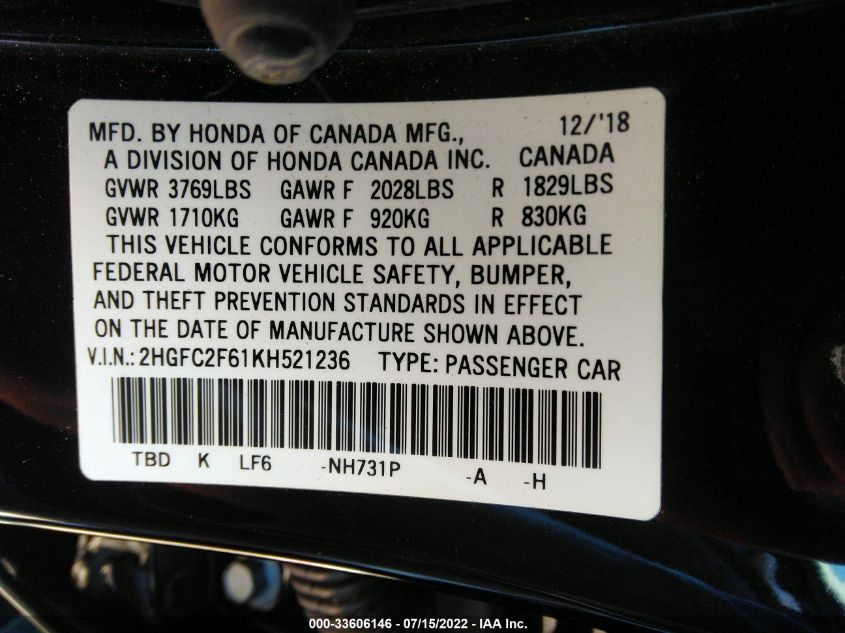 MFD. BY HONDA OF CANADA MFG., 12/'18
A DIVISION OF HONDA CANADA INC. CANADA
GVWR 3769LBS GAWR F 2028LBS R 1829LBS
GVWR 1710KG GAWR F 920KG R 830KG
THIS VEHICLE CONFORMS TO ALL APPLICABLE
FEDERAL MOTOR VEHICLE SAFETY, BUMPER,
AND THEFT PREVENTION STANDARDS IN EFFECT
ON THE DATE OF MANUFACTURE SHOWN ABOVE.
V.I.N.: 2HGFC2F61KH521236 TYPE: PASSENGER CAR
TBD K LF6 -NH731P -A -H
000-33606146 - 07/15/2022 - IAA Inc.